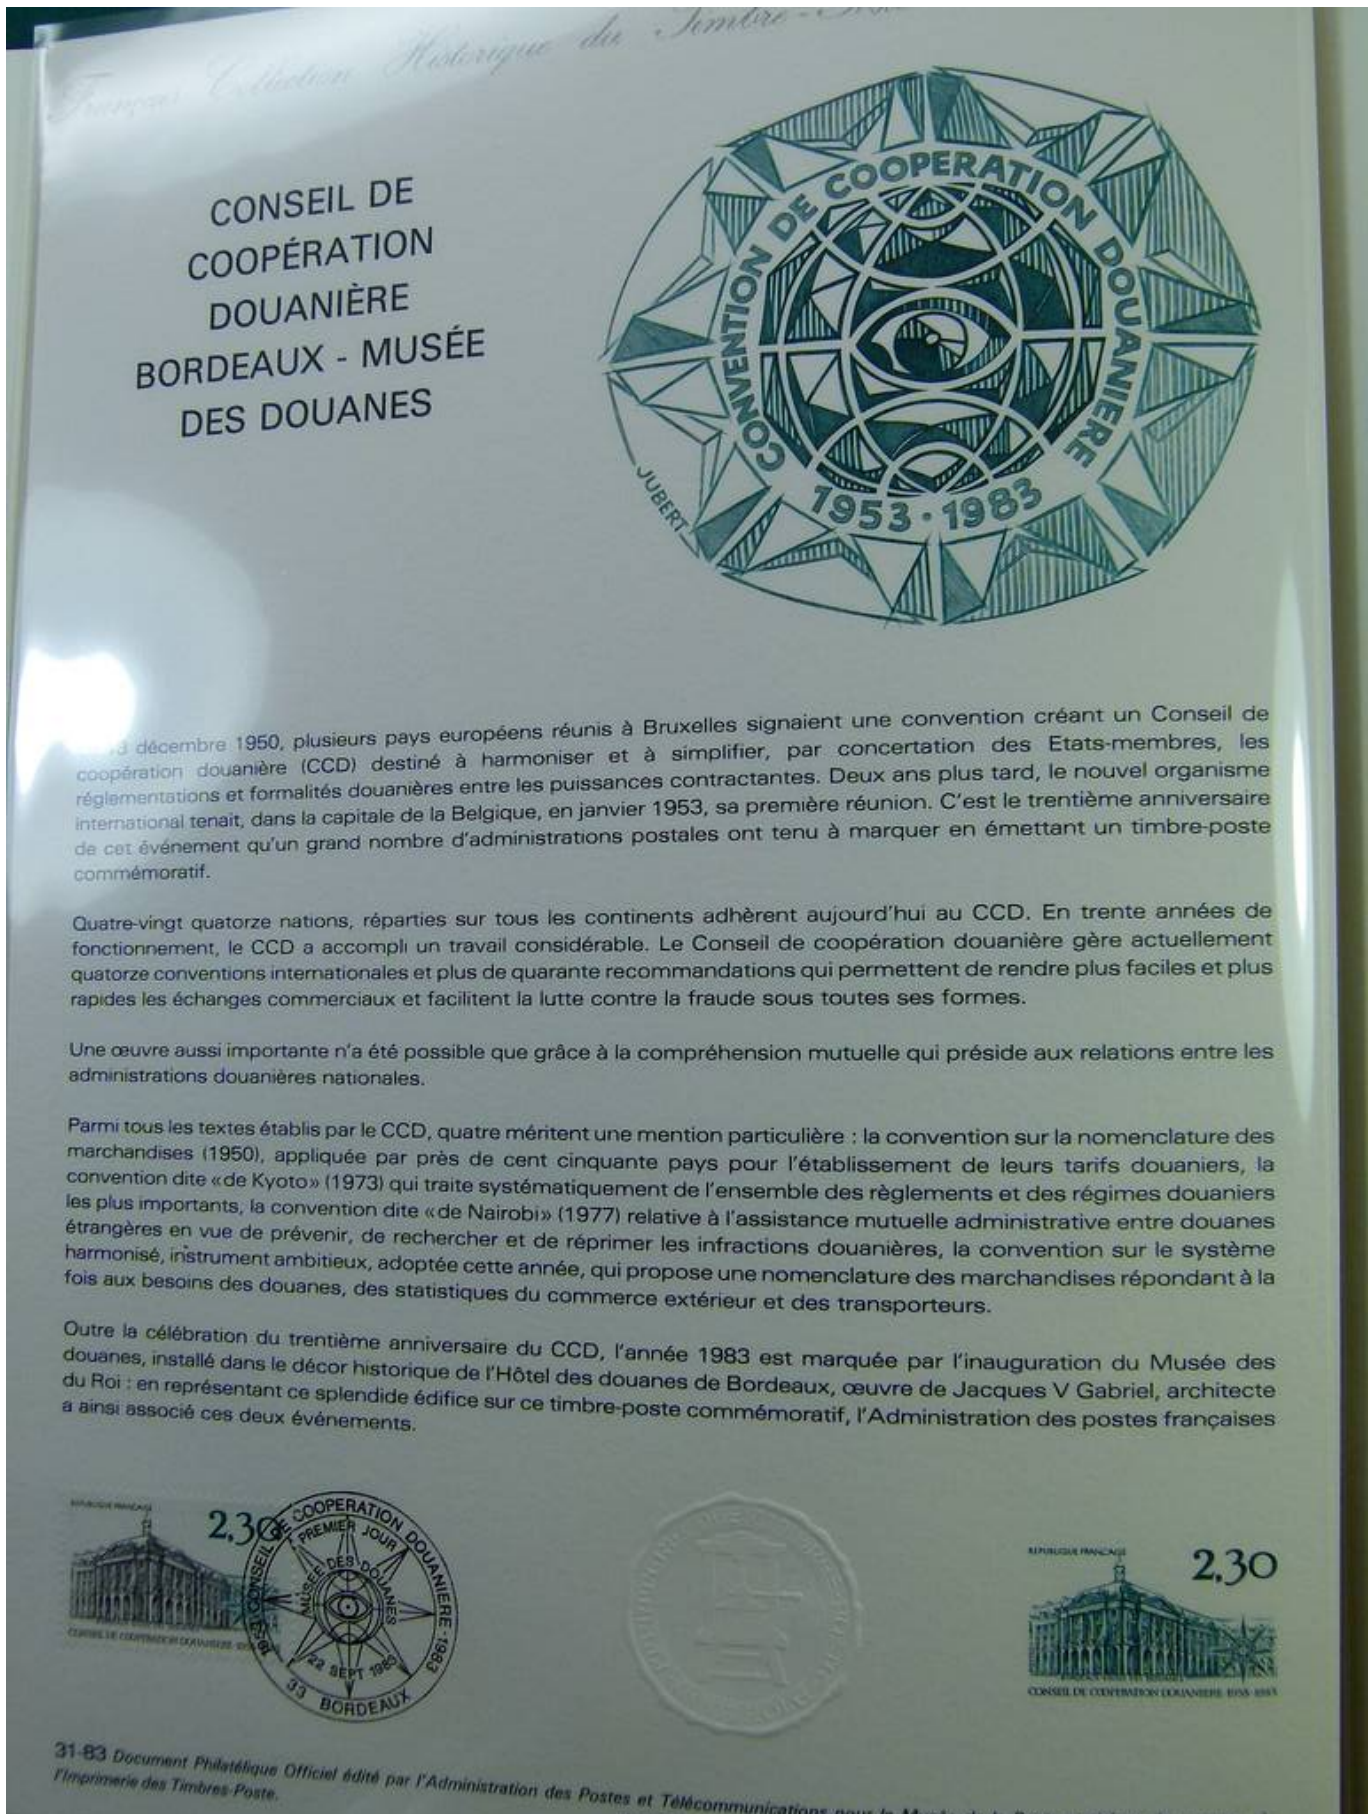 Collection Historique du Timbre-
CONSEIL DE
COOPÉRATION
DOUANIÈRE
BORDEAUX - MUSÉE
DES DOUANES
CONVENTION DE COOPERATION DOUANIERE
1953 · 1983
JUBERT
décembre 1950, plusieurs pays européens réunis à Bruxelles signaient une convention créant un Conseil de
coopération douanière (CCD) destiné à harmoniser et à simplifier, par concertation des Etats-membres, les
réglementations et formalités douanières entre les puissances contractantes. Deux ans plus tard, le nouvel organisme
international tenait, dans la capitale de la Belgique, en janvier 1953, sa première réunion. C'est le trentième anniversaire
de cet événement qu'un grand nombre d'administrations postales ont tenu à marquer en émettant un timbre-poste
commémoratif.
Quatre-vingt quatorze nations, réparties sur tous les continents adhèrent aujourd'hui au CCD. En trente années de
fonctionnement, le CCD a accompli un travail considérable. Le Conseil de coopération douanière gère actuellement
quatorze conventions internationales et plus de quarante recommandations qui permettent de rendre plus faciles et plus
rapides les échanges commerciaux et facilitent la lutte contre la fraude sous toutes ses formes.
Une œuvre aussi importante n'a été possible que grâce à la compréhension mutuelle qui préside aux relations entre les
administrations douanières nationales.
Parmi tous les textes établis par le CCD, quatre méritent une mention particulière : la convention sur la nomenclature des
marchandises (1950), appliquée par près de cent cinquante pays pour l'établissement de leurs tarifs douaniers, la
convention dite «de Kyoto» (1973) qui traite systématiquement de l'ensemble des règlements et des régimes douaniers
les plus importants, la convention dite «de Nairobi» (1977) relative à l'assistance mutuelle administrative entre douanes
étrangères en vue de prévenir, de rechercher et de réprimer les infractions douanières, la convention sur le système
harmonisé, instrument ambitieux, adoptée cette année, qui propose une nomenclature des marchandises répondant à la
fois aux besoins des douanes, des statistiques du commerce extérieur et des transporteurs.
Outre la célébration du trentième anniversaire du CCD, l'année 1983 est marquée par l'inauguration du Musée des
douanes, installé dans le décor historique de l'Hôtel des douanes de Bordeaux, œuvre de Jacques V Gabriel, architecte
du Roi : en représentant ce splendide édifice sur ce timbre-poste commémoratif, l'Administration des postes françaises
a ainsi associé ces deux événements.
REPUBLIQUE FRANCAISE
2,30
CONSEIL DE COOPERATION DOUANIERE
1953-CONSEIL DE COOPERATION DOUANIERE-1983
PREMIER JOUR
MUSEE DES DOUANES
22 SEPT 1983
33 BORDEAUX
REPUBLIQUE FRANCAISE
2,30
CONSEIL DE COOPERATION DOUANIERE 1953-1983
31-83 Document Philatélique Officiel édité par l'Administration des Postes et Télécommunications
l'Imprimerie des Timbres-Poste.